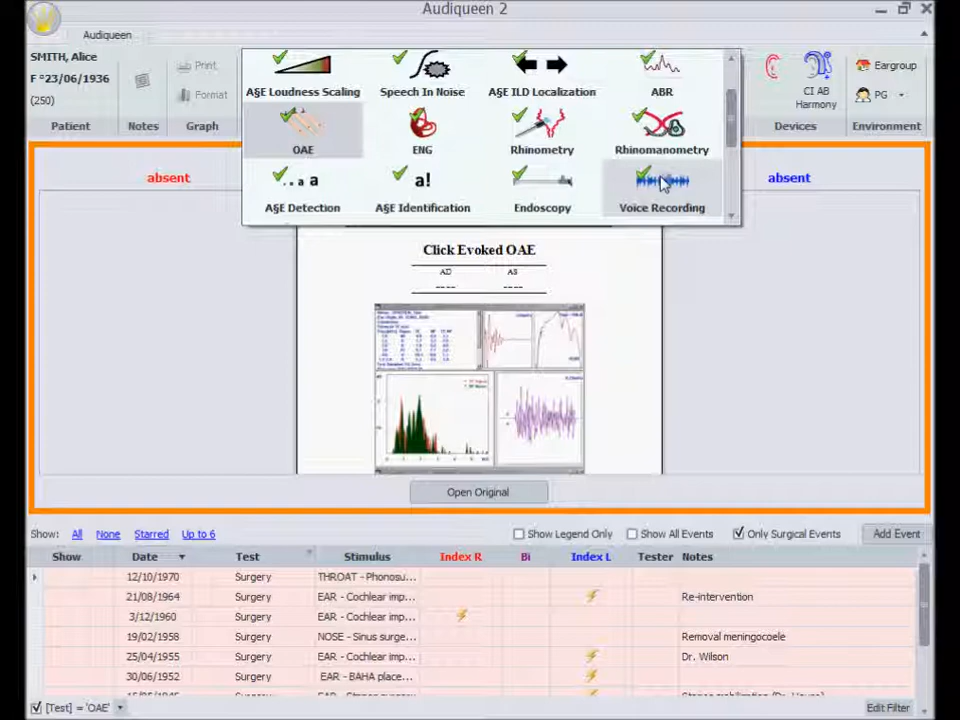 Audiqueen 2
Audiqueen
SMITH, Alice
F °23/06/1936
(250)
Print
Format
Patient
Notes
Graph
A§E Loudness Scaling
Speech In Noise
A§E ILD Localization
ABR
OAE
ENG
Rhinometry
Rhinomanometry
..a a
a!
A§E Detection
A§E Identification
Endoscopy
Voice Recording
CI AB
Harmony
Eargroup
PG
Devices
Environment
absent
absent
Click Evoked OAE
AD AS
---- ----
Open Original
Show: All None Starred Up to 6
Show Legend Only
Show All Events
Only Surgical Events
Add Event
Show Date Test Stimulus Index R Bi Index L Tester Notes
12/10/1970 Surgery THROAT - Phonosu...
21/08/1964 Surgery EAR - Cochlear imp... Re-intervention
3/12/1960 Surgery EAR - Cochlear imp...
19/02/1958 Surgery NOSE - Sinus surge... Removal meningocoele
25/04/1955 Surgery EAR - Cochlear imp... Dr. Wilson
30/06/1952 Surgery EAR - BAHA place...
[Test] = 'OAE'
Edit Filter